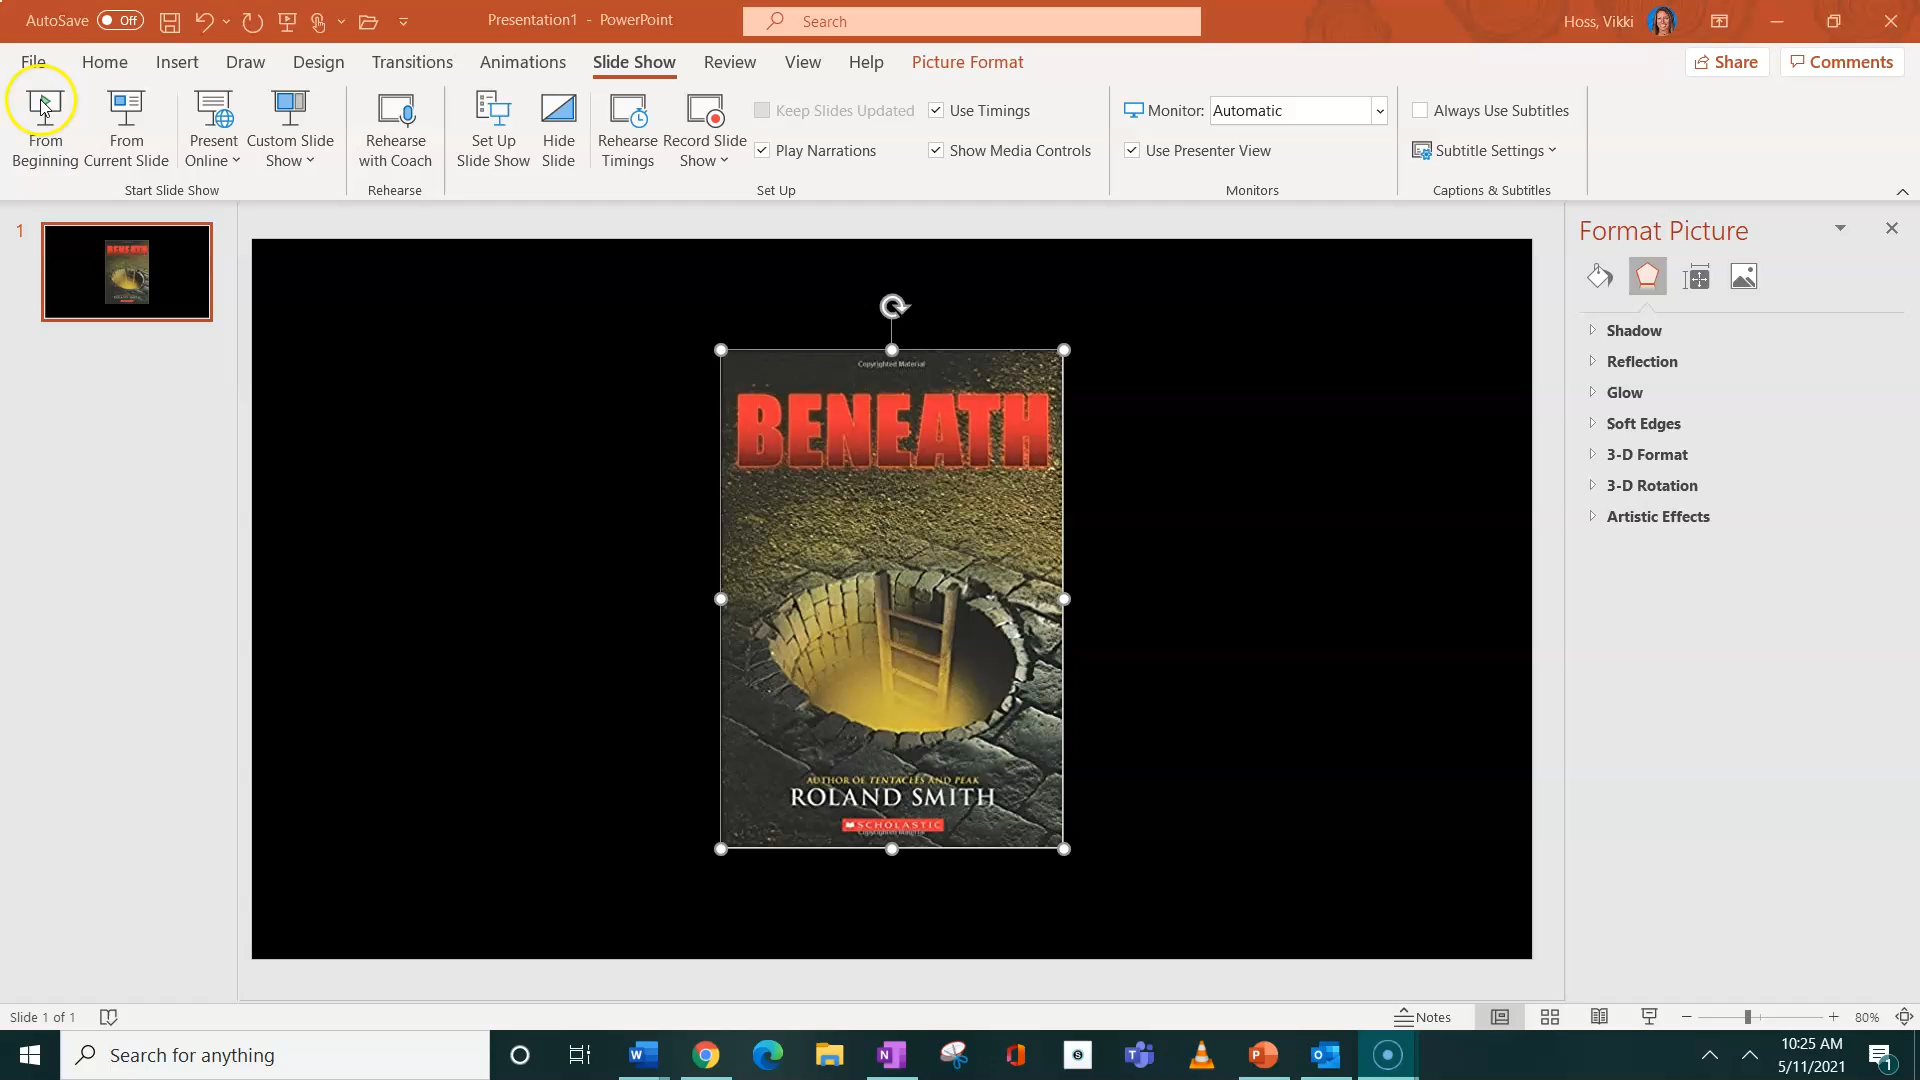 AutoSave Off Presentation1 - PowerPoint Search Hoss, Vikki
File Home Insert Draw Design Transitions Animations Slide Show Review View Help Picture Format Share Comments
From Beginning
From Current Slide
Present Online
Custom Slide Show
Rehearse with Coach
Set Up Slide Show
Hide Slide
Rehearse Timings
Record Slide Show
Keep Slides Updated Use Timings
Play Narrations Show Media Controls
Monitor: Automatic
Use Presenter View
Always Use Subtitles
Subtitle Settings
Start Slide Show Rehearse Set Up Monitors Captions & Subtitles
1
BENEATH
Copyrighted Material
BENEATH
AUTHOR OF TENTACLES AND PEAK
ROLAND SMITH
SCHOLASTIC
Copyrighted Material
Format Picture
Shadow
Reflection
Glow
Soft Edges
3-D Format
3-D Rotation
Artistic Effects
Slide 1 of 1 Notes 80%
Search for anything
10:25 AM
5/11/2021
1